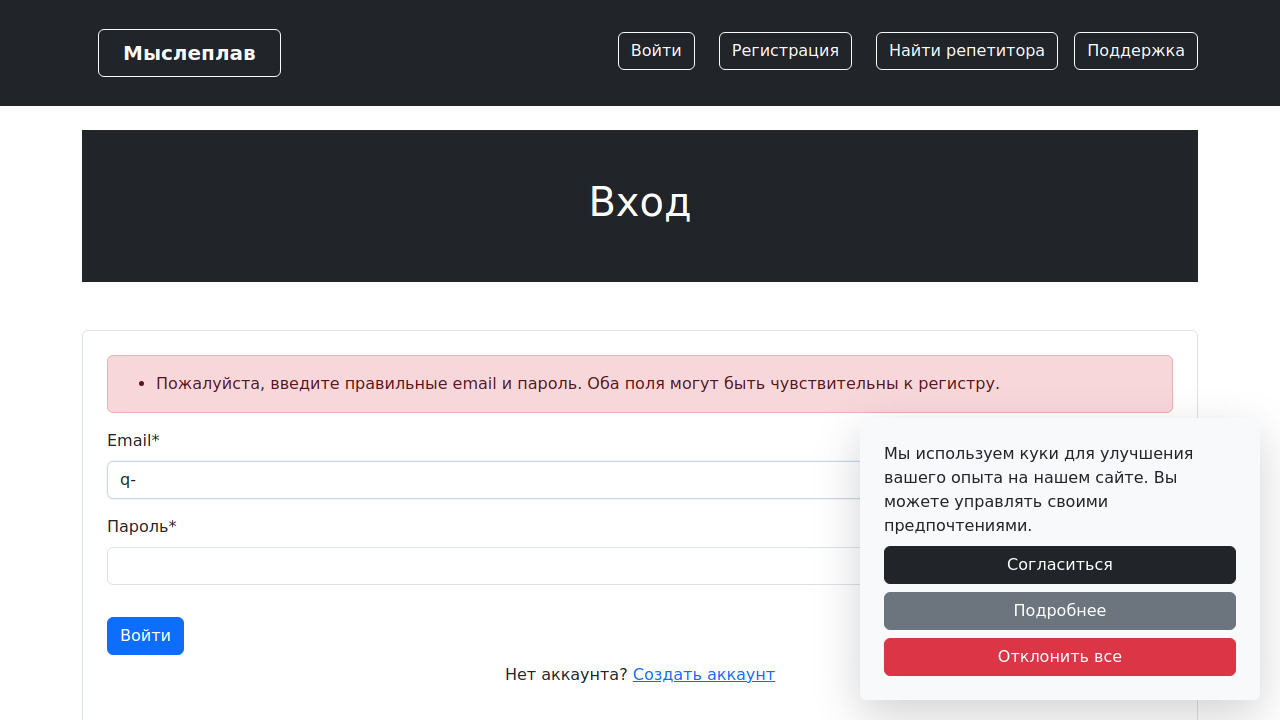 Мыслеплав
Войти
Регистрация
Найти репетитора
Поддержка
Вход
Пожалуйста, введите правильные email и пароль. Оба поля могут быть чувствительны к регистру.
Email*
q-
Пароль*
Войти
Нет аккаунта? Создать аккаунт
Мы используем куки для улучшения
вашего опыта на нашем сайте. Вы
можете управлять своими
предпочтениями.
Согласиться
Подробнее
Отклонить все